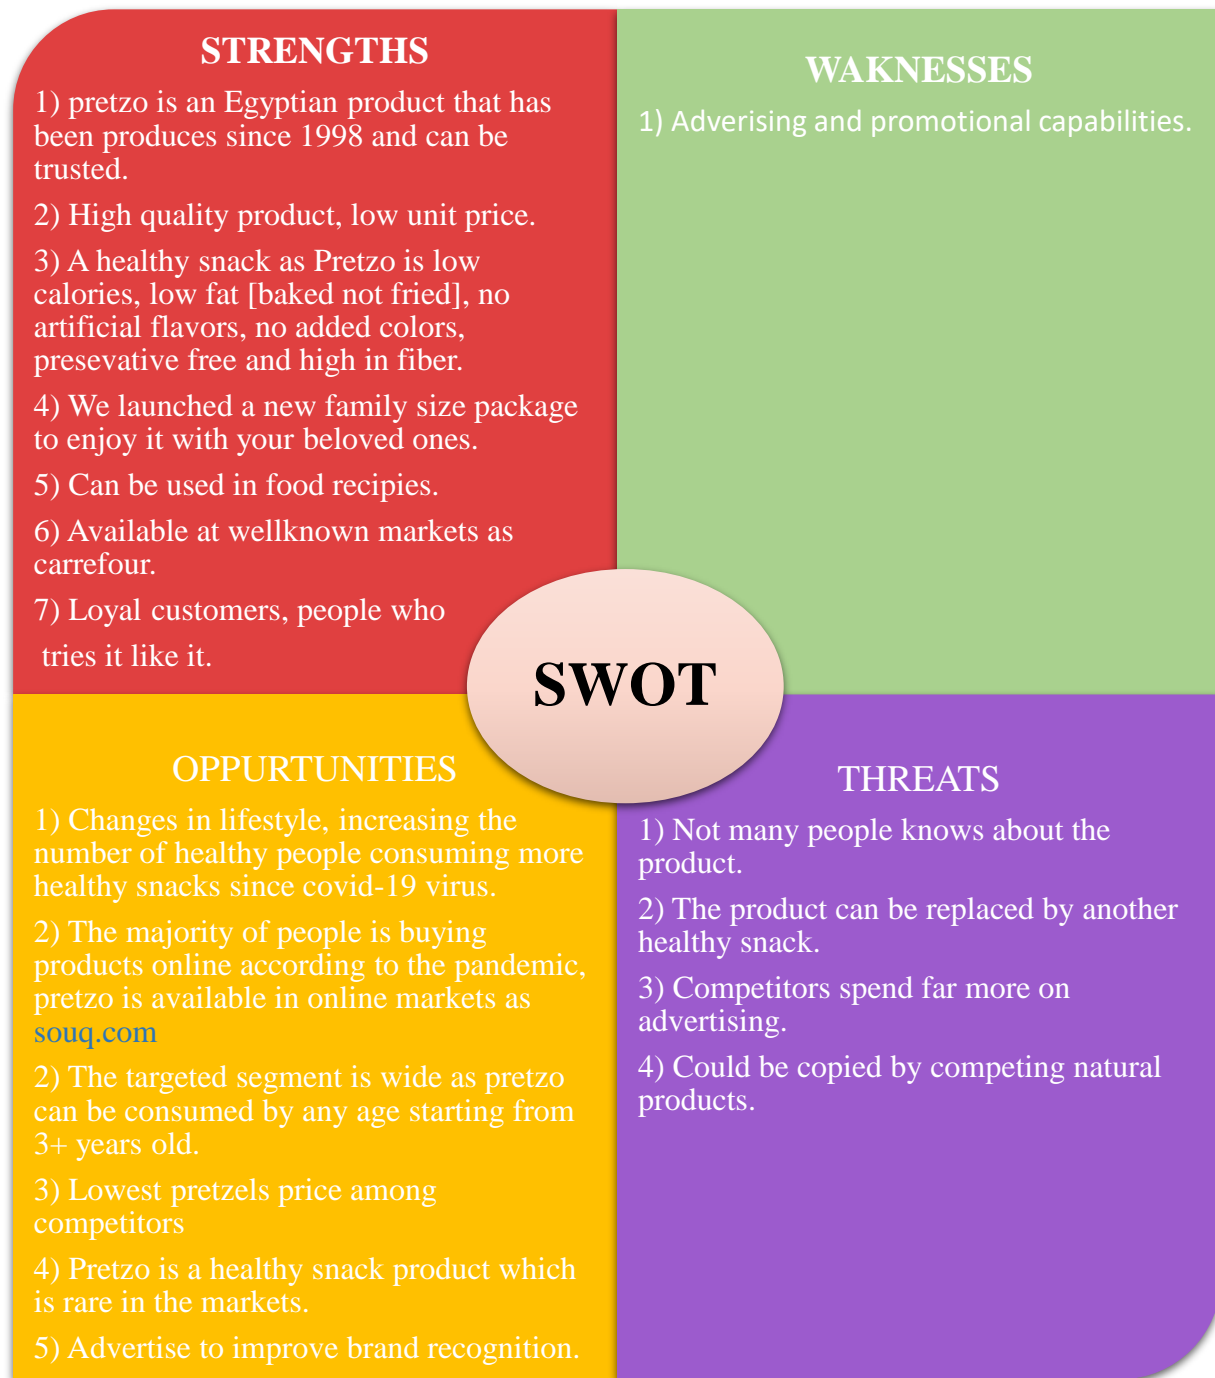 STRENGTHS
1) pretzo is an Egyptian product that has
been produces since 1998 and can be
trusted.
2) High quality product, low unit price.
3) A healthy snack as Pretzo is low
calories, low fat [baked not fried], no
artificial flavors, no added colors,
presevative free and high in fiber.
4) We launched a new family size package
to enjoy it with your beloved ones.
5) Can be used in food recipies.
6) Available at wellknown markets as
carrefour.
7) Loyal customers, people who
tries it like it.
WAKNESSES
1) Adverising and promotional capabilities.
SWOT
OPPURTUNITIES
1) Changes in lifestyle, increasing the
number of healthy people consuming more
healthy snacks since covid-19 virus.
2) The majority of people is buying
products online according to the pandemic,
pretzo is available in online markets as
souq.com
2) The targeted segment is wide as pretzo
can be consumed by any age starting from
3+ years old.
3) Lowest pretzels price among
competitors
4) Pretzo is a healthy snack product which
is rare in the markets.
5) Advertise to improve brand recognition.
THREATS
1) Not many people knows about the
product.
2) The product can be replaced by another
healthy snack.
3) Competitors spend far more on
advertising.
4) Could be copied by competing natural
products.